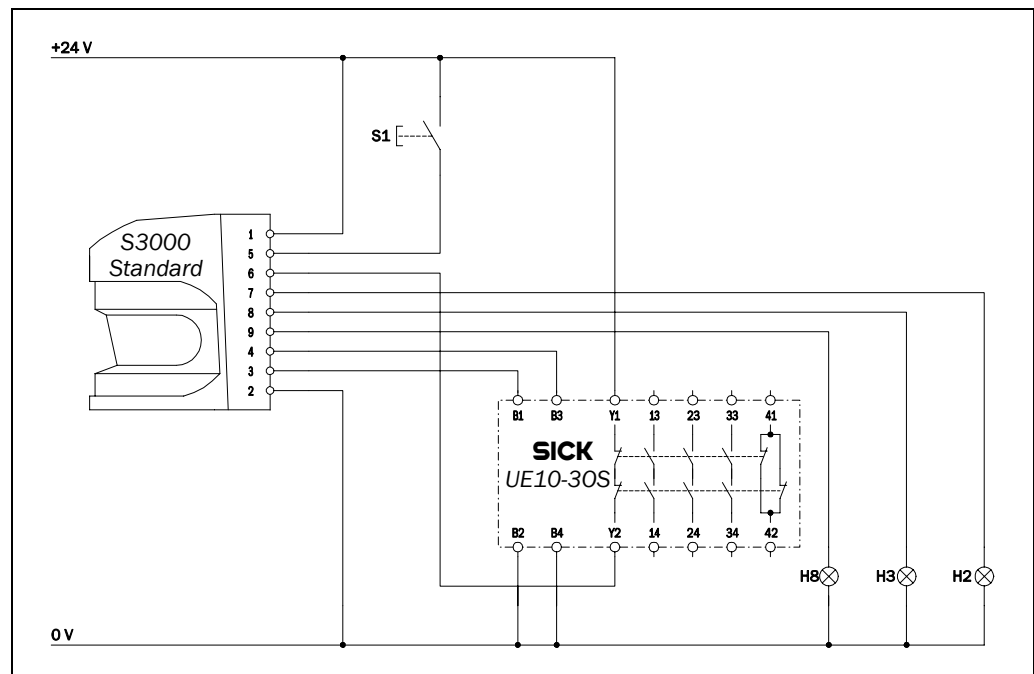 +24 V
S1
S3000
Standard
1
5
6
7
8
9
4
3
2
B1 B3 Y1 13 23 33 41
SICK
UE10-30S
B2 B4 Y2 14 24 34 42
H8 H3 H2
0 V